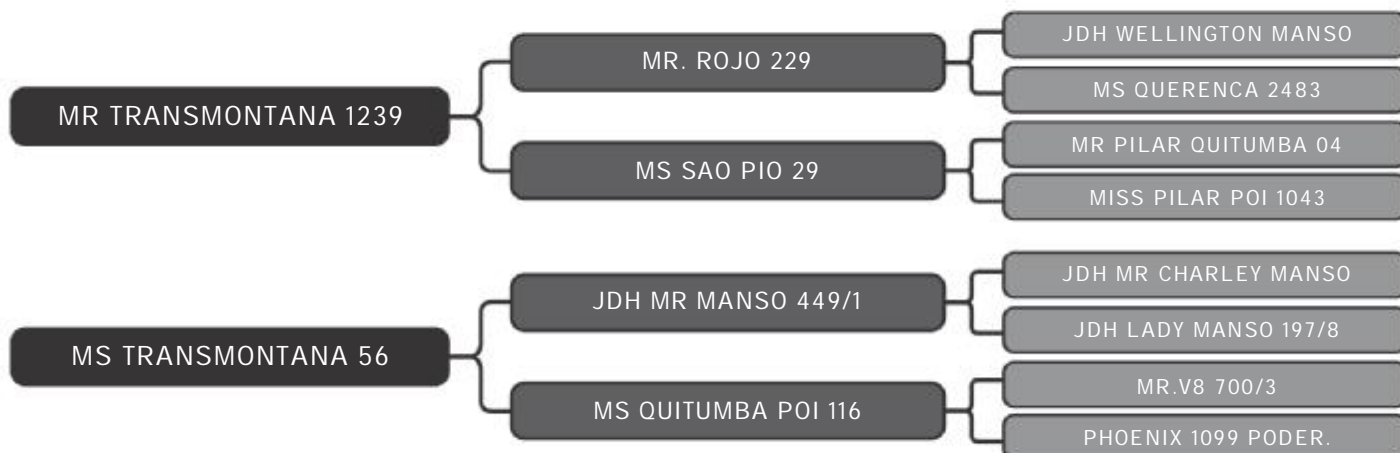 MR TRANSMONTANA 1239
MR. ROJO 229
JDH WELLINGTON MANSO
MS QUERENCA 2483
MS SAO PIO 29
MR PILAR QUITUMBA 04
MISS PILAR POI 1043
MS TRANSMONTANA 56
JDH MR MANSO 449/1
JDH MR CHARLEY MANSO
JDH LADY MANSO 197/8
MS QUITUMBA POI 116
MR.V8 700/3
PHOENIX 1099 PODER.